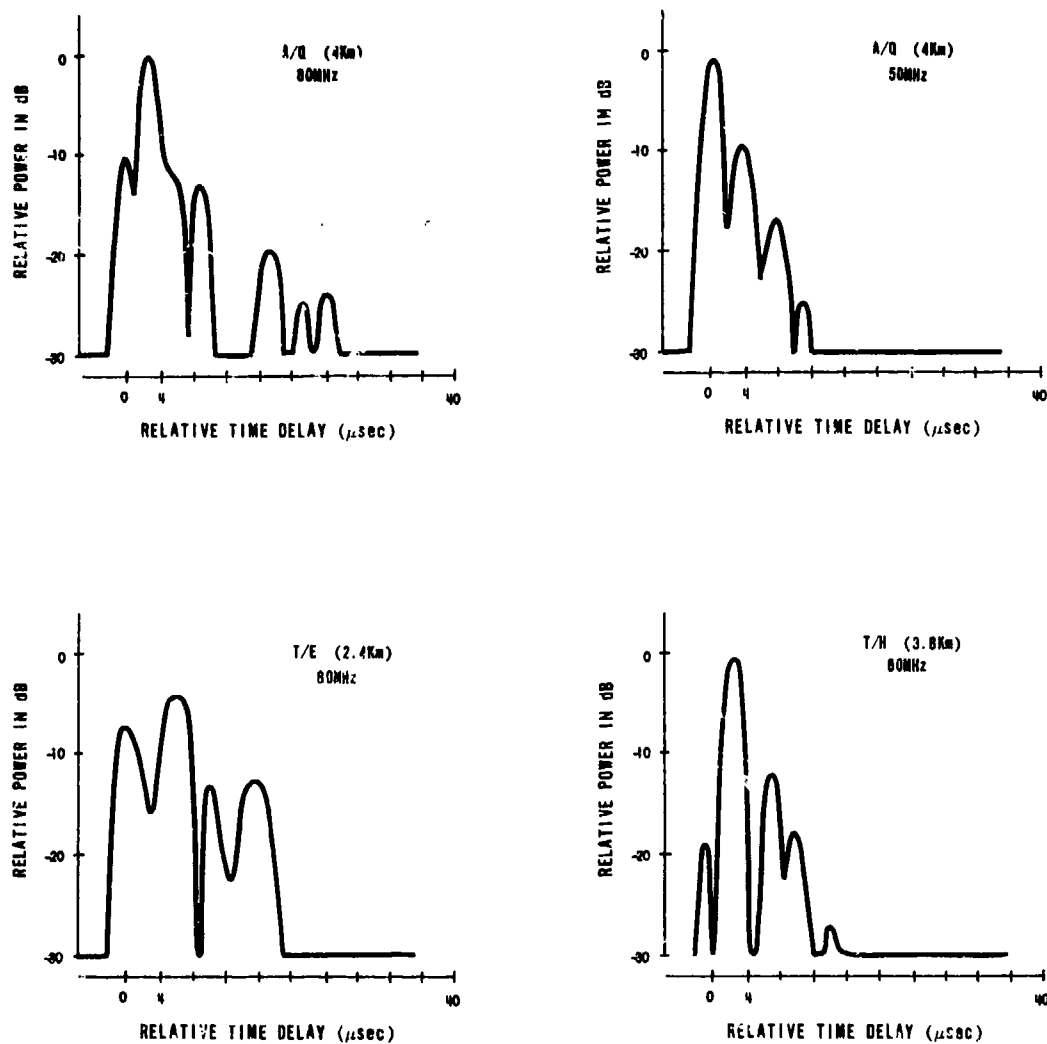 A/Q (4Km)
80MHz
RELATIVE POWER IN dB
0
-10
-20
-30
0 4 40
RELATIVE TIME DELAY (μsec)
A/Q (4Km)
50MHz
RELATIVE POWER IN dB
0
-10
-20
-30
0 4 40
RELATIVE TIME DELAY (μsec)
T/E (2.4Km)
80MHz
RELATIVE POWER IN dB
0
-10
-20
-30
0 4 40
RELATIVE TIME DELAY (μsec)
T/H (3.8Km)
80MHz
RELATIVE POWER IN dB
0
-10
-20
-30
0 4 40
RELATIVE TIME DELAY (μsec)